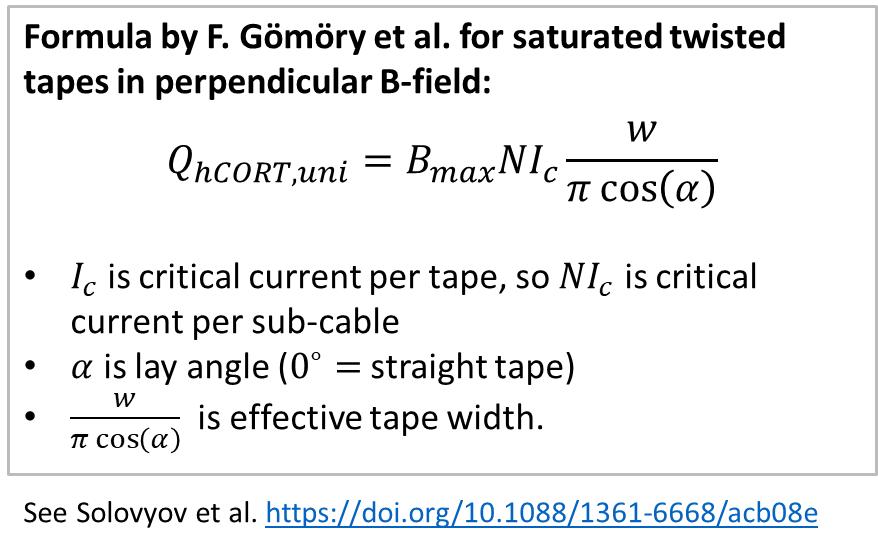 Formula by F. Gömöry et al. for saturated twisted
tapes in perpendicular B-field:
Q_{hCORT,uni} = B_{max} N I_c \frac{w}{\pi \cos(\alpha)}
• I_c is critical current per tape, so NI_c is critical
current per sub-cable
• α is lay angle (0° = straight tape)
• \frac{w}{\pi \cos(\alpha)} is effective tape width.
See Solovyov et al. https://doi.org/10.1088/1361-6668/acb08e